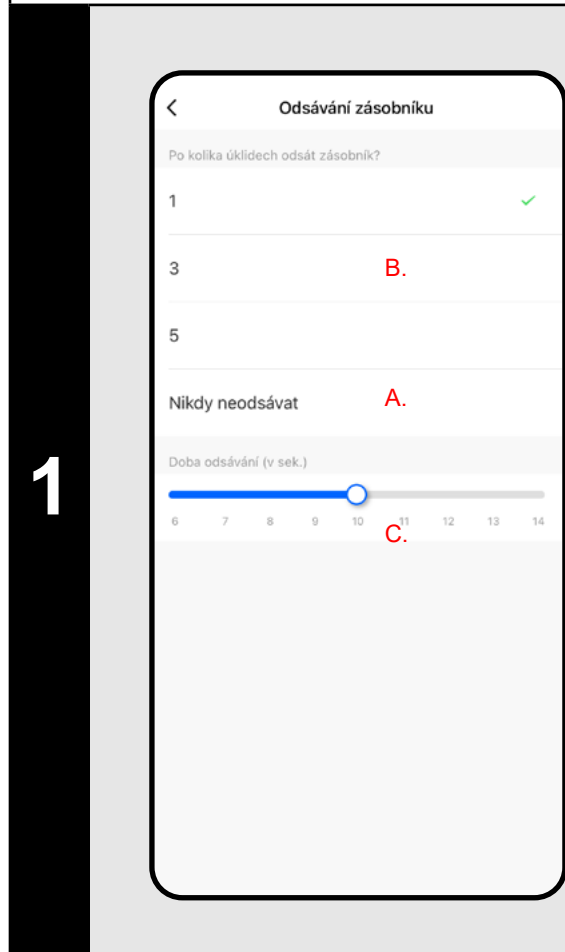 1
Odsávání zásobníku
Po kolika úklidech odsát zásobník?
1
3 B.
5
Nikdy neodsávat A.
Doba odsávání (v sek.)
6 7 8 9 10 11 12 13 14
C.